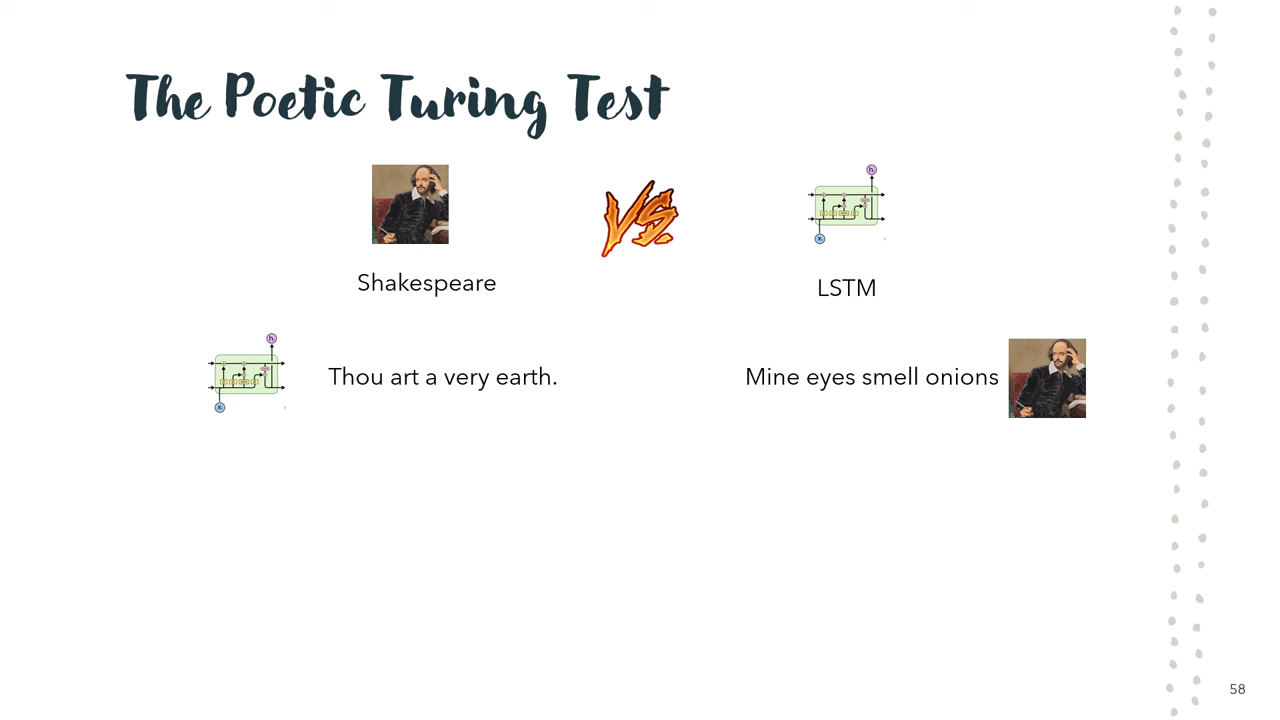 The Poetic Turing Test
VS.
Shakespeare
LSTM
Thou art a very earth.
Mine eyes smell onions
58